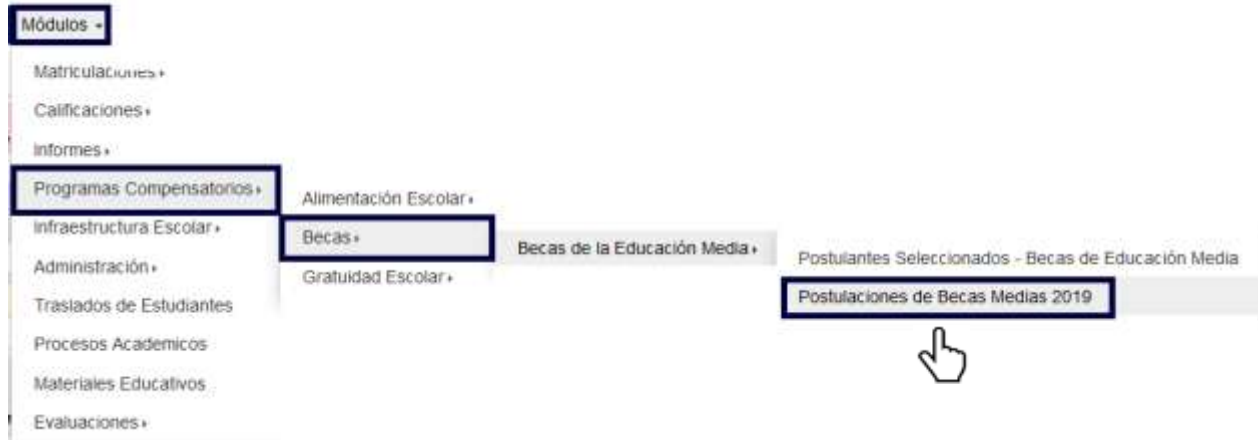 Módulos
Matriculaciones
Calificaciones
Informes
Programas Compensatorios
Infraestructura Escolar
Administración
Traslados de Estudiantes
Procesos Academicos
Materiales Educativos
Evaluaciones
Alimentación Escolar
Becas
Gratuidad Escolar
Becas de la Educación Media
Postulantes Seleccionados - Becas de Educación Media
Postulaciones de Becas Medias 2019